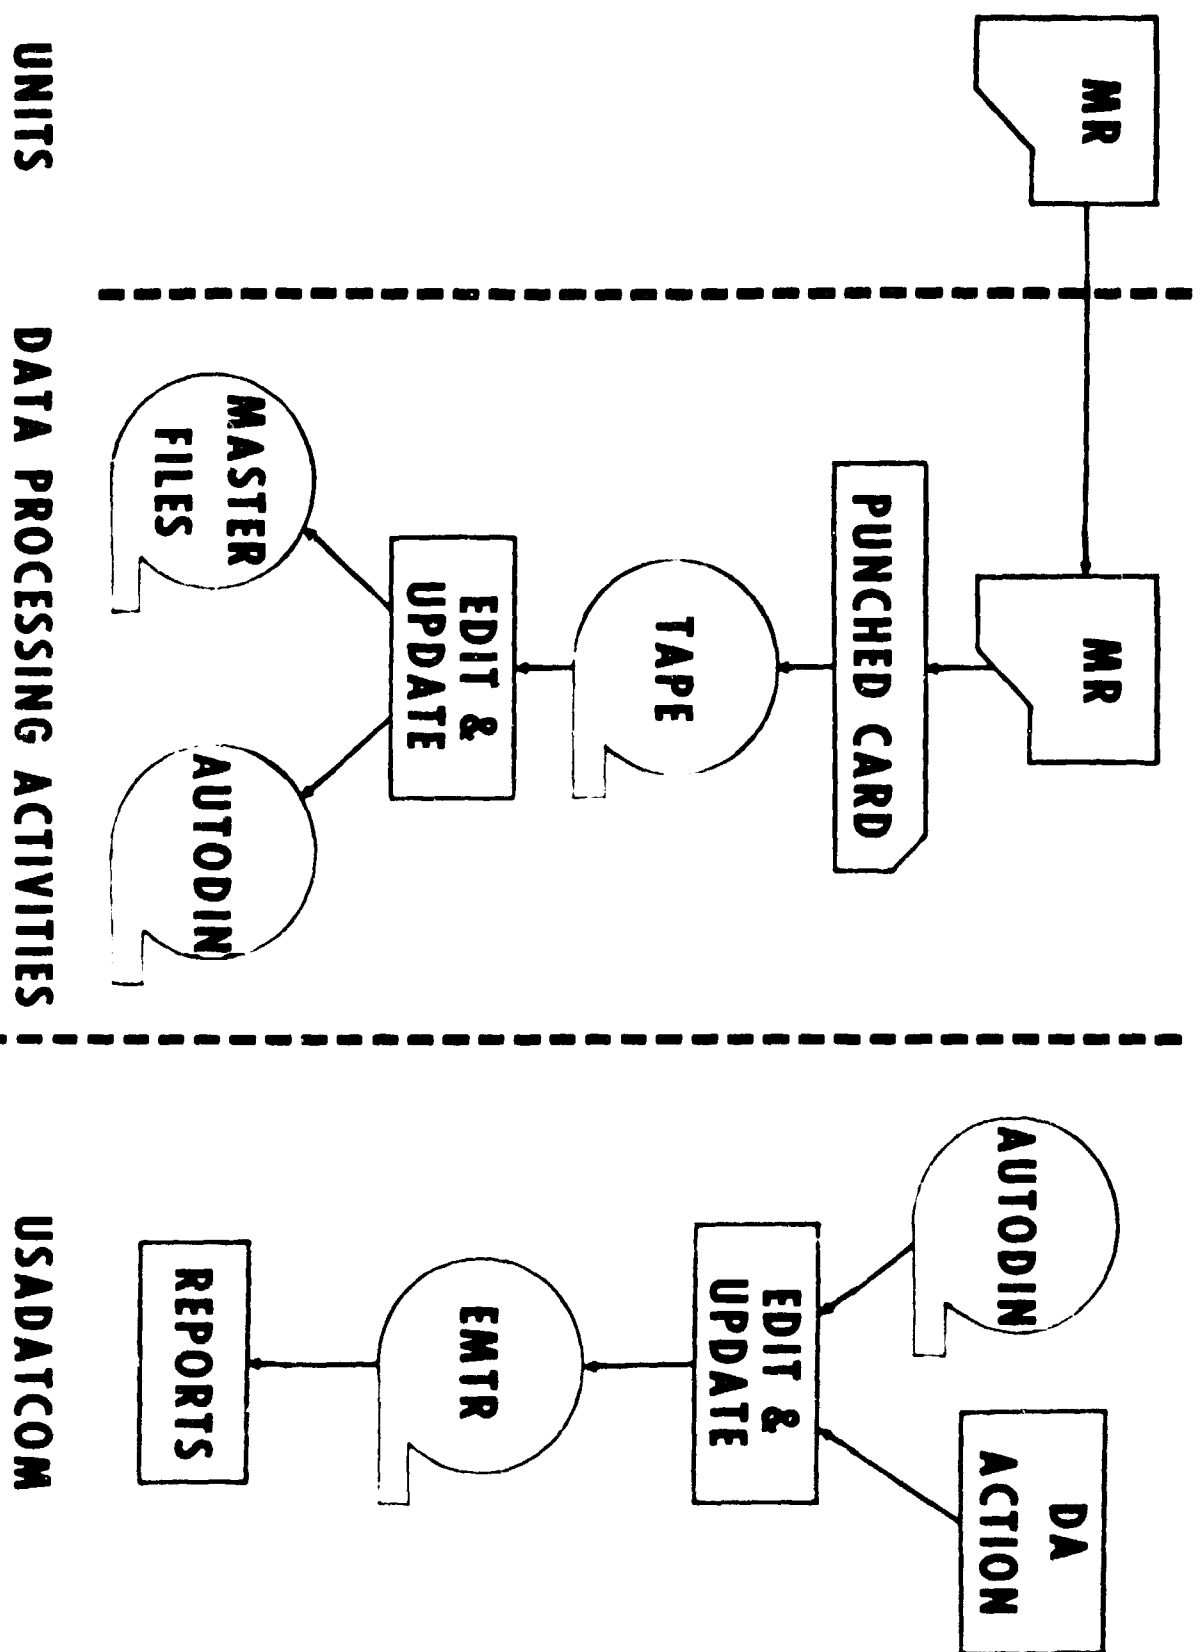 MR
MR
PUNCHED CARD
TAPE
EDIT &
UPDATE
MASTER
FILES
AUTODIN
AUTODIN
DA
ACTION
EDIT &
UPDATE
EMTR
REPORTS
UNITS
DATA PROCESSING ACTIVITIES
USADATCOM